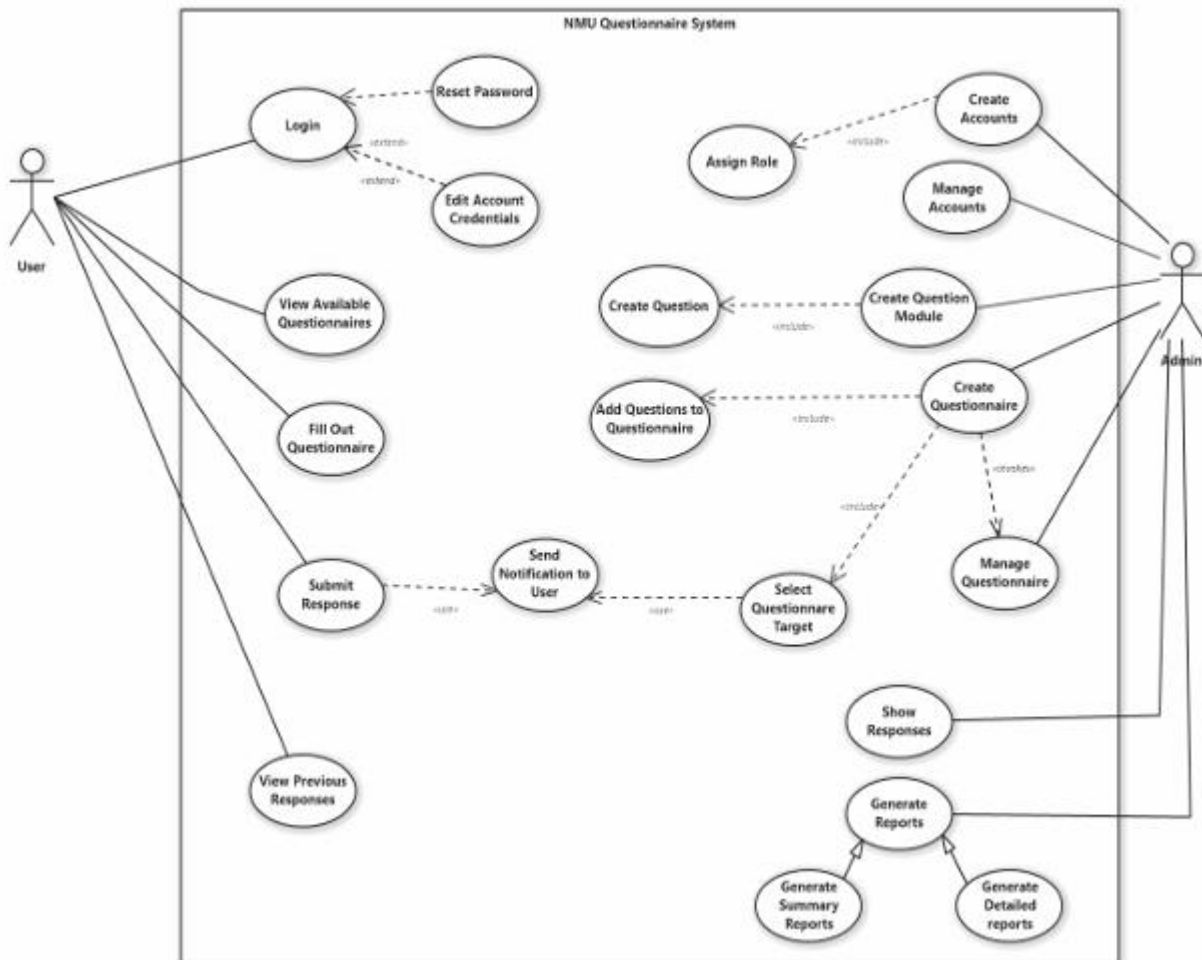 NMU Questionnaire System
Reset Password
Login
<extend>
<extend>
Edit Account
Credentials
Create
Accounts
<include>
Assign Role
Manage
Accounts
User
View Available
Questionnaires
Create Question
<include>
Create Question
Module
Admin
Create
Questionnaire
Add Questions to
Questionnaire
<include>
Fill Out
Questionnaire
<invokes>
<include>
Manage
Questionnaire
Send
Notification to
User
Submit
Response
<use>
<use>
Select
Questionnare
Target
Show
Responses
View Previous
Responses
Generate
Reports
Generate
Summary
Reports
Generate
Detailed
reports